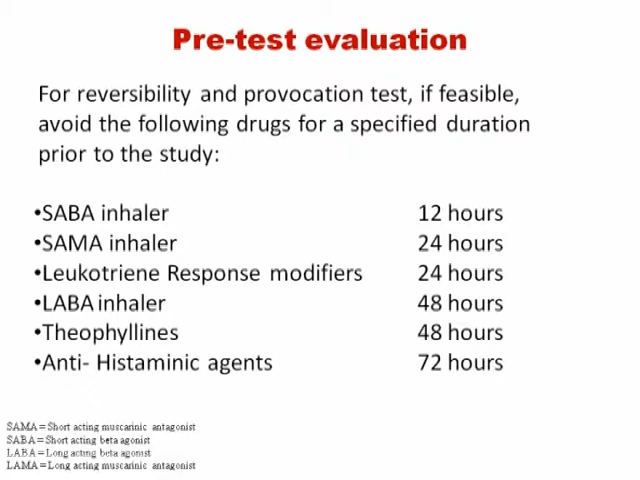 Pre-test evaluation
For reversibility and provocation test, if feasible,
avoid the following drugs for a specified duration
prior to the study:
•SABA inhaler 12 hours
•SAMA inhaler 24 hours
•Leukotriene Response modifiers 24 hours
•LABA inhaler 48 hours
•Theophyllines 48 hours
•Anti- Histaminic agents 72 hours
SAMA=Short acting muscarinic antagonist
SABA=Short acting beta agonist
LABA=Long acting beta agonist
LAMA=Long acting muscarinic antagonist